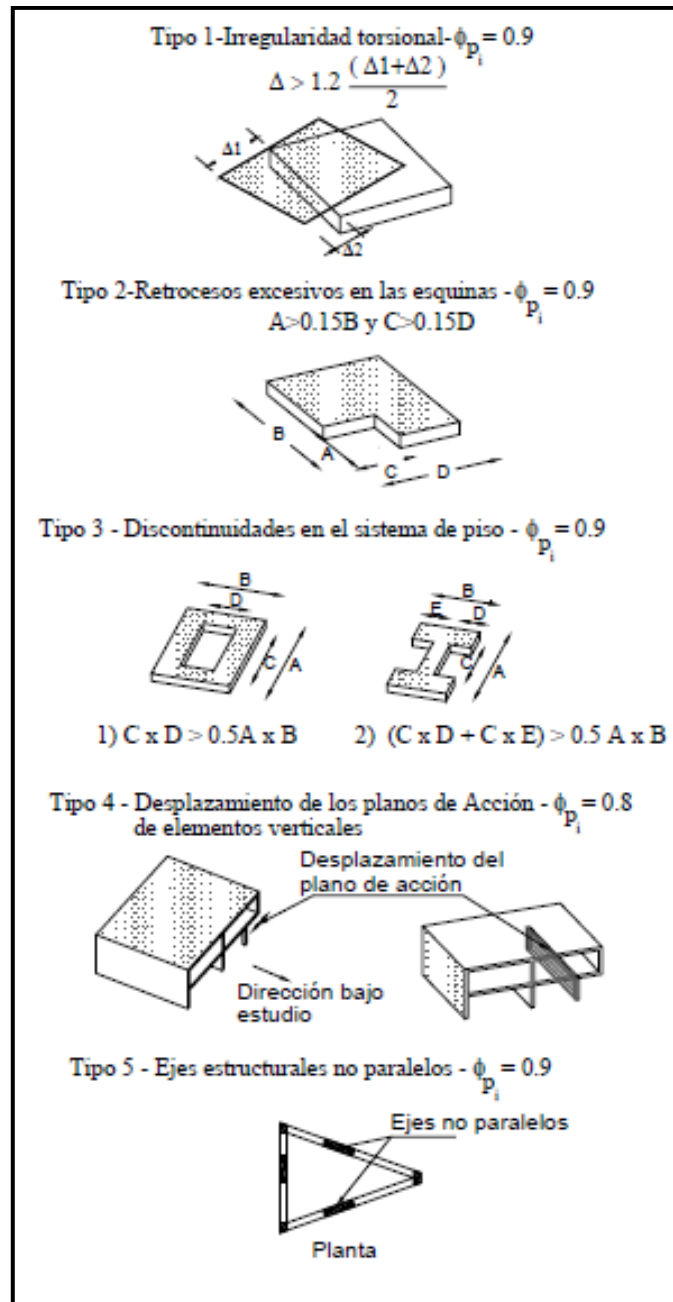 Tipo 1-Irregularidad torsional-ϕpᵢ = 0.9
Δ > 1.2 (Δ1+Δ2)/2
Δ1
Δ2
Tipo 2-Retrocesos excesivos en las esquinas - ϕpᵢ = 0.9
A>0.15B y C>0.15D
B
A
C
D
Tipo 3 - Discontinuidades en el sistema de piso - ϕpᵢ = 0.9
B
D
C
A
B
E
D
C
A
1) C x D > 0.5A x B
2) (C x D + C x E) > 0.5 A x B
Tipo 4 - Desplazamiento de los planos de Acción - ϕpᵢ = 0.8
de elementos verticales
Desplazamiento del
plano de acción
Dirección bajo
estudio
Tipo 5 - Ejes estructurales no paralelos - ϕpᵢ = 0.9
Ejes no paralelos
Planta